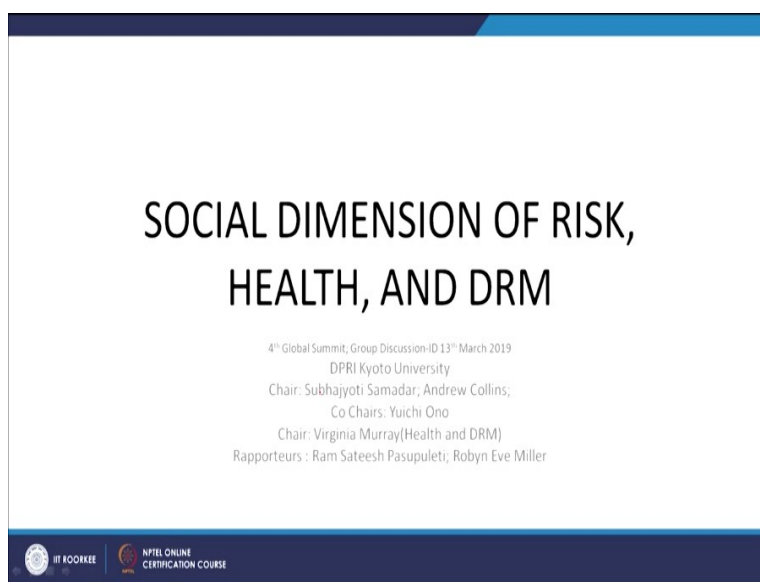 SOCIAL DIMENSION OF RISK,
HEALTH, AND DRM
4th Global Summit; Group Discussion-ID 13th March 2019
DPRI Kyoto University
Chair: Subhajyoti Samadar; Andrew Collins;
Co Chairs: Yuichi Ono
Chair: Virginia Murray(Health and DRM)
Rapporteurs : Ram Sateesh Pasupuleti; Robyn Eve Miller
IIT ROORKEE
NPTEL ONLINE
CERTIFICATION COURSE
NPTEL